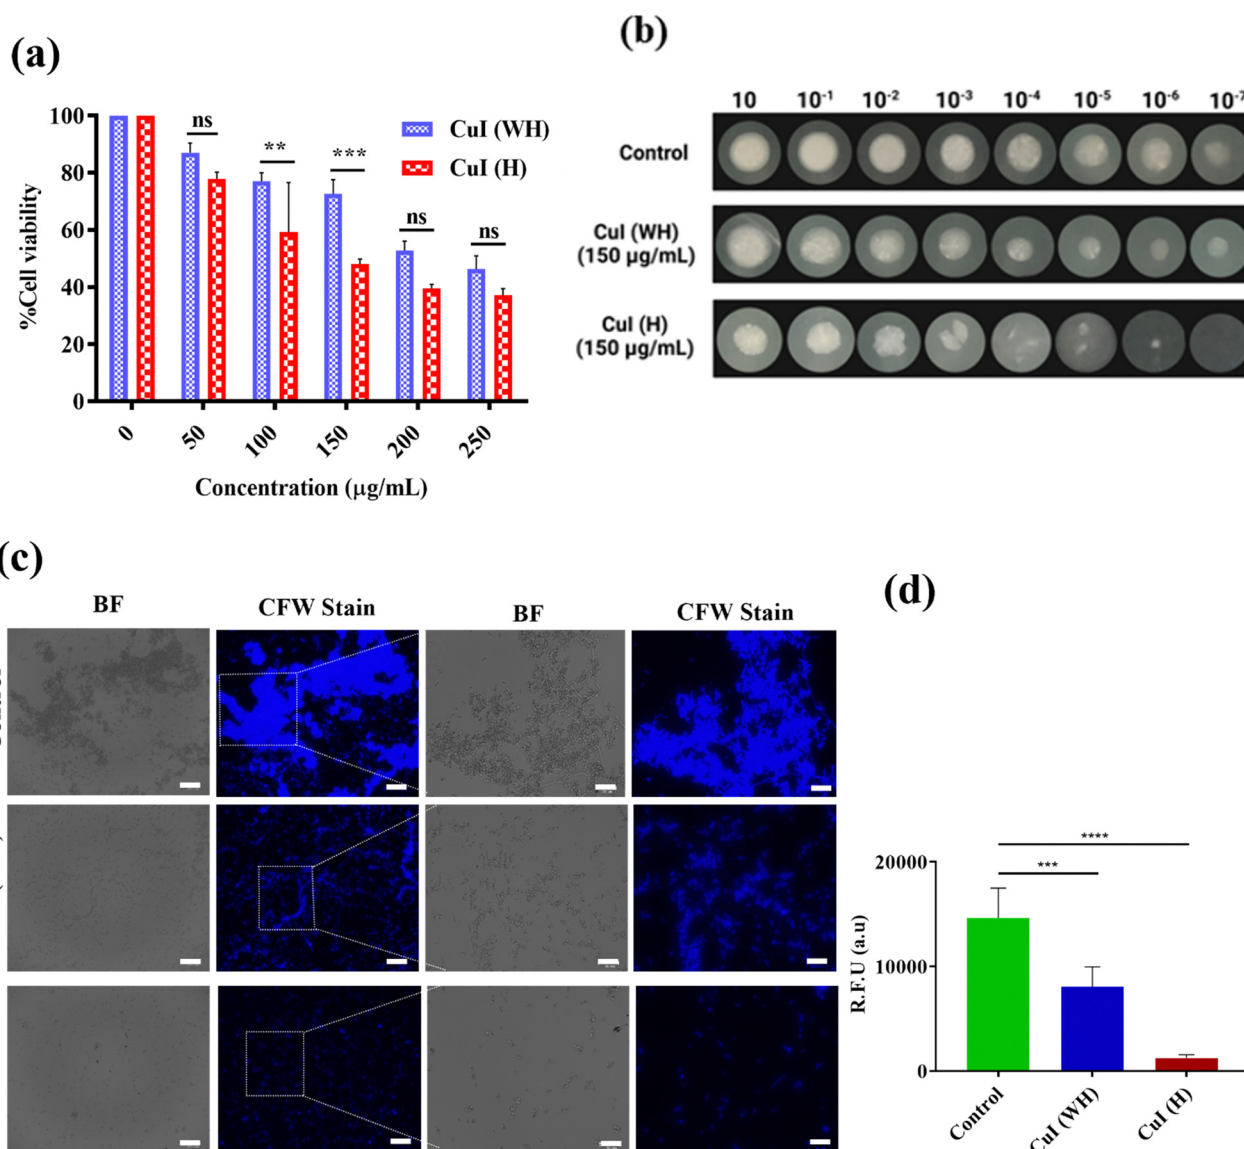 (a)
100
80
60
40
20
0
%Cell viability
ns
**
***
ns
ns
CuI (WH)
CuI (H)
0
50
100
150
200
250
Concentration (µg/mL)
(b)
10 10-1 10-2 10-3 10-4 10-5 10-6 10-7
Control
CuI (WH)
(150 µg/mL)
CuI (H)
(150 µg/mL)
(c)
BF CFW Stain BF CFW Stain
(d)
****
***
20000
10000
0
R.F.U (a.u)
Control
CuI (WH)
CuI (H)